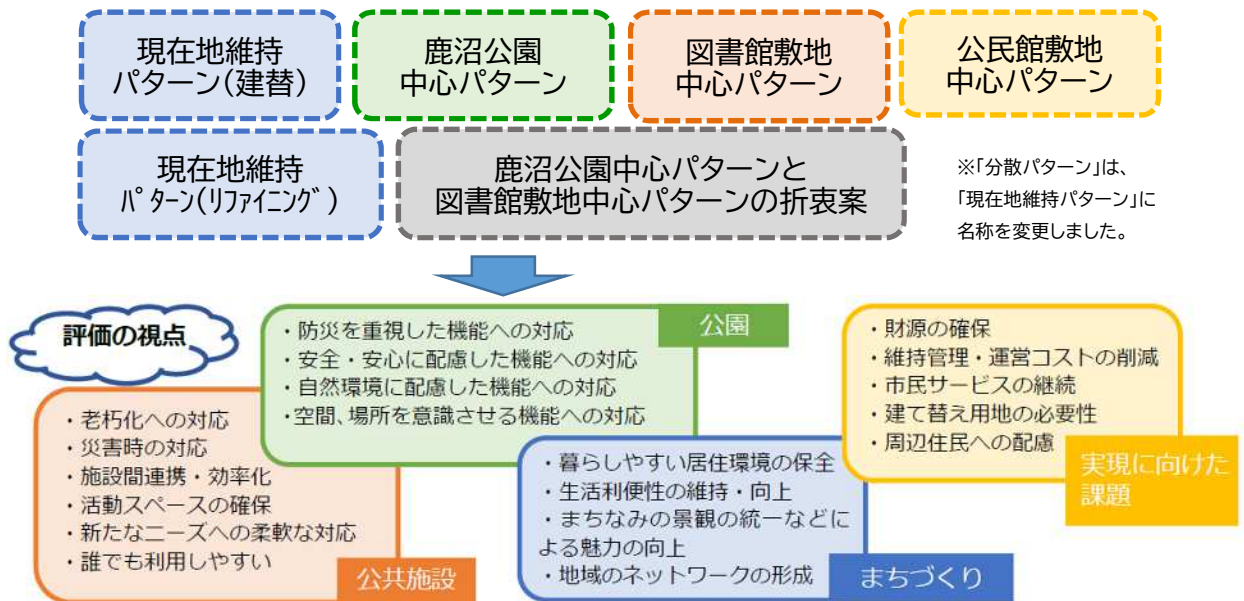 現在地維持
パターン(建替)
鹿沼公園
中心パターン
図書館敷地
中心パターン
公民館敷地
中心パターン
現在地維持
ﾊﾟﾀｰﾝ(ﾘﾌｧｲﾆﾝｸﾞ)
鹿沼公園中心パターンと
図書館敷地中心パターンの折衷案
※「分散パターン」は、
「現在地維持パターン」に
名称を変更しました。
評価の視点
・老朽化への対応
・災害時の対応
・施設間連携・効率化
・活動スペースの確保
・新たなニーズへの柔軟な対応
・誰でも利用しやすい
公共施設
・防災を重視した機能への対応
・安全・安心に配慮した機能への対応
・自然環境に配慮した機能への対応
・空間、場所を意識させる機能への対応
公園
・暮らしやすい居住環境の保全
・生活利便性の維持・向上
・まちなみの景観の統一などに
よる魅力の向上
・地域のネットワークの形成
まちづくり
・財源の確保
・維持管理・運営コストの削減
・市民サービスの継続
・建て替え用地の必要性
・周辺住民への配慮
実現に向けた
課題